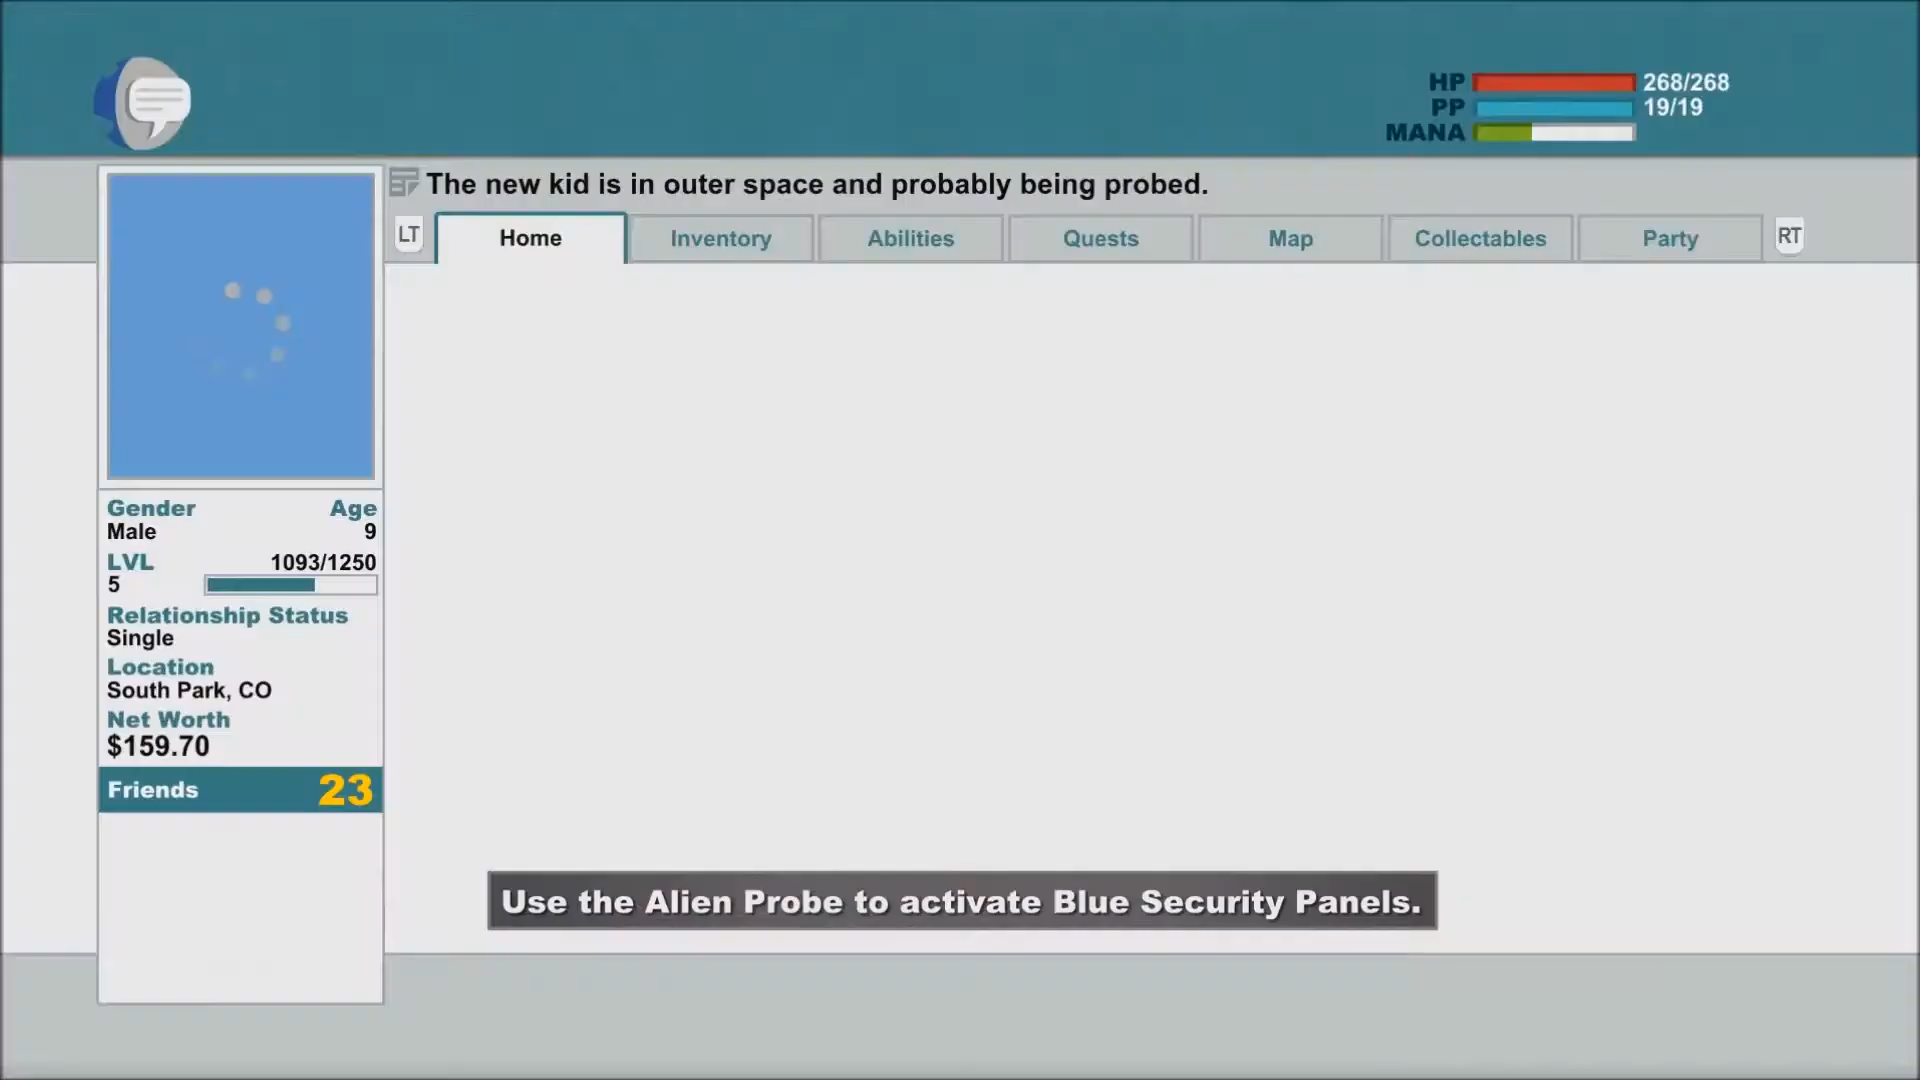 HP 268/268
PP 19/19
MANA
The new kid is in outer space and probably being probed.
LT Home Inventory Abilities Quests Map Collectables Party RT
Gender Age
Male 9
LVL 1093/1250
5
Relationship Status
Single
Location
South Park, CO
Net Worth
$159.70
Friends 23
Use the Alien Probe to activate Blue Security Panels.